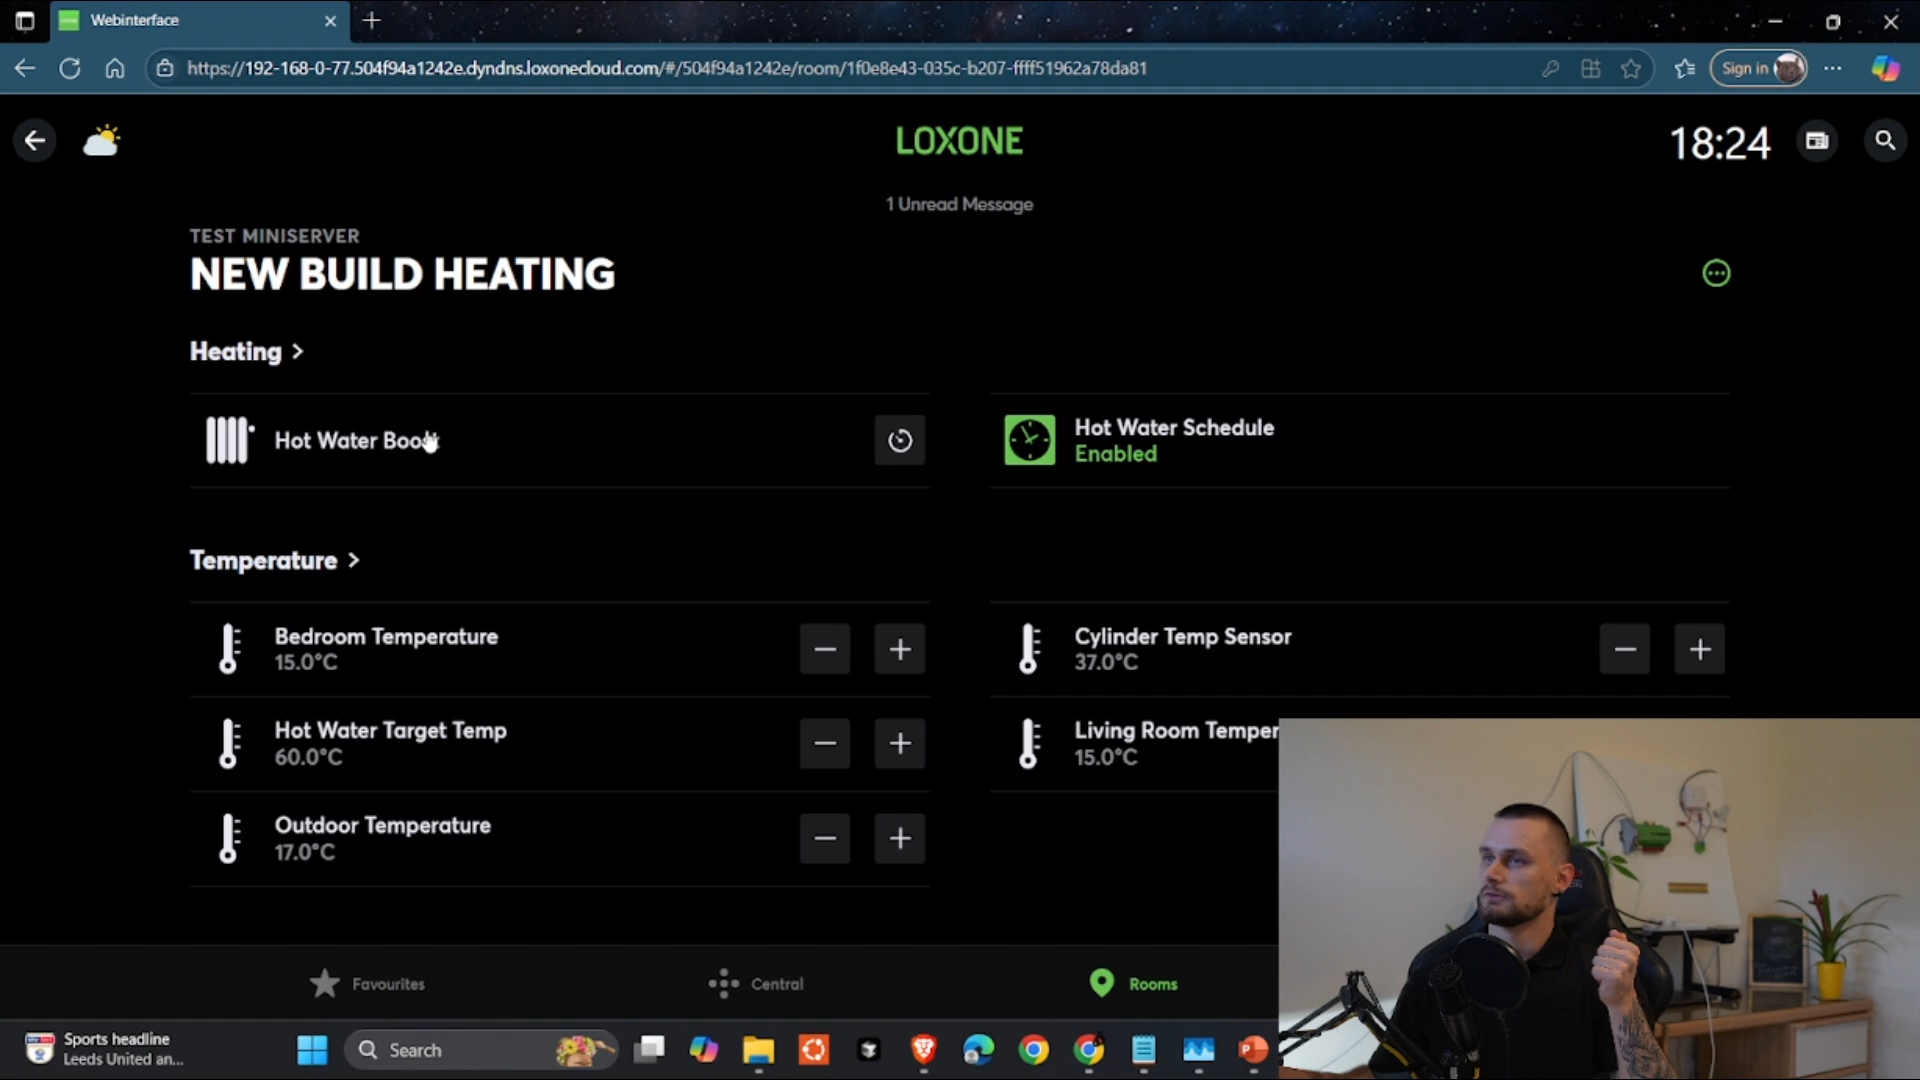 Webinterface
https://192-168-0-77.504f94a1242e.dyndns.loxonecloud.com/#/504f94a1242e/room/1f0e8e43-035c-b207-ffff51962a78da81
Sign in
LOXONE
18:24
1 Unread Message
TEST MINISERVER
NEW BUILD HEATING
Heating >
Hot Water Boost
Hot Water Schedule
Enabled
Temperature >
Bedroom Temperature
15.0°C
Cylinder Temp Sensor
37.0°C
Hot Water Target Temp
60.0°C
Living Room Temper
15.0°C
Outdoor Temperature
17.0°C
Favourites
Central
Rooms
Sports headline
Leeds United an...
Search